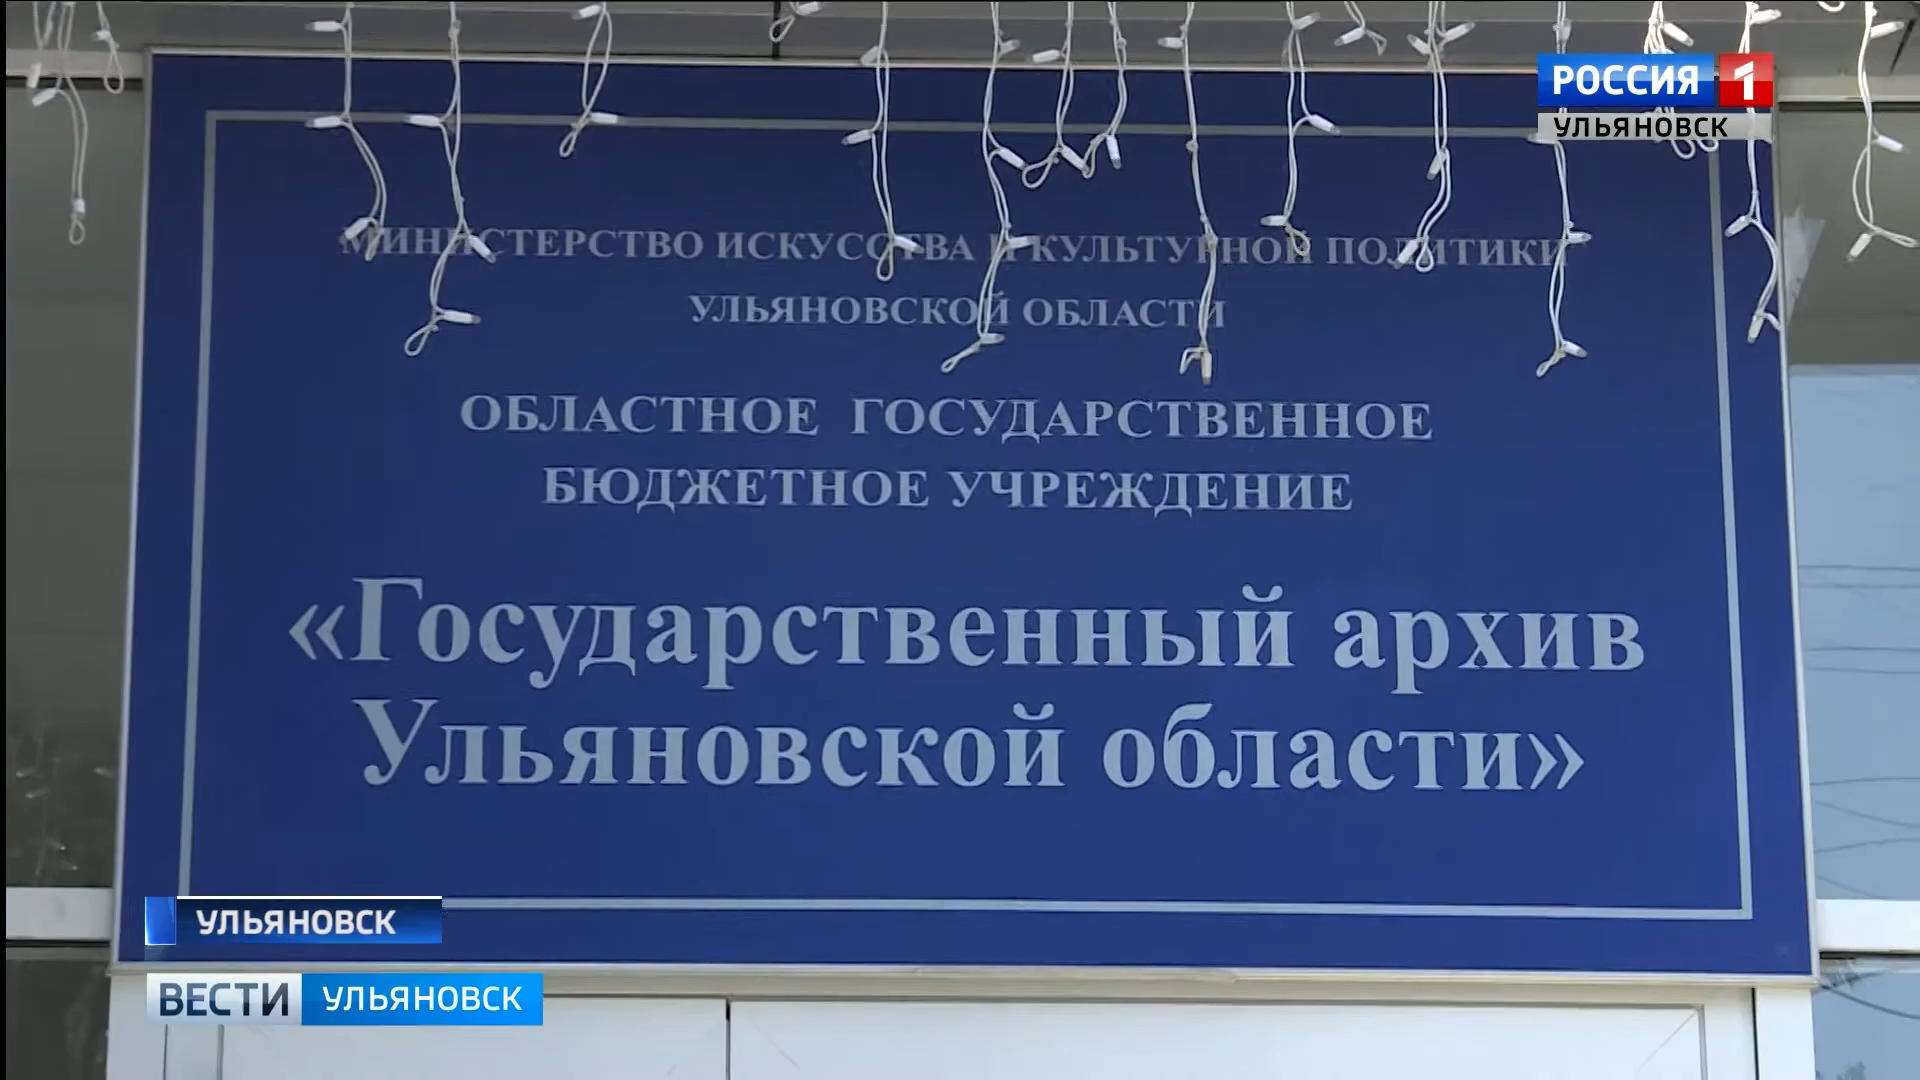 РОССИЯ 1
УЛЬЯНОВСК
МИНИСТЕРСТВО ИСКУССТВА И КУЛЬТУРНОЙ ПОЛИТИКИ
УЛЬЯНОВСКОЙ ОБЛАСТИ
ОБЛАСТНОЕ ГОСУДАРСТВЕННОЕ
БЮДЖЕТНОЕ УЧРЕЖДЕНИЕ
«Государственный архив
Ульяновской области»
УЛЬЯНОВСК
ВЕСТИ УЛЬЯНОВСК